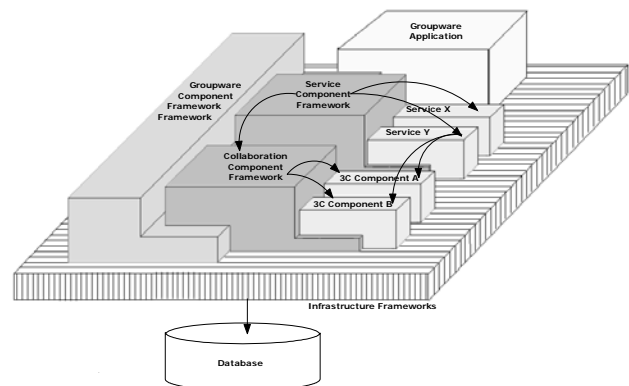 Groupware
Application
Groupware
Component
Framework
Framework
Service
Component
Framework
Service X
Service Y
Collaboration
Component
Framework
3C Component A
3C Component B
Infrastructure Frameworks
Database